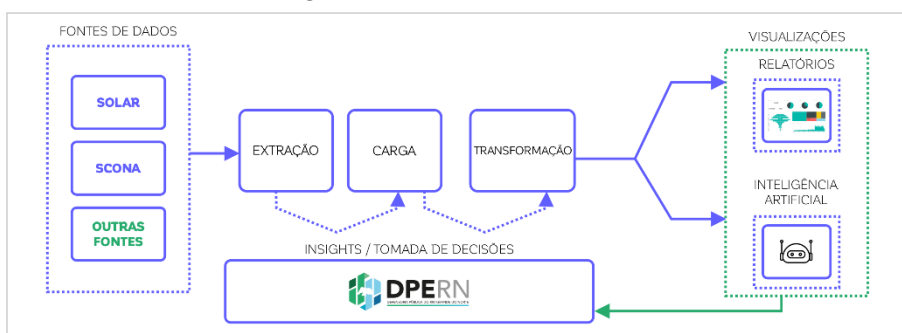 FONTES DE DADOS
SOLAR
SCONA
OUTRAS
FONTES
EXTRAÇÃO
CARGA
TRANSFORMAÇÃO
VISUALIZAÇÕES
RELATÓRIOS
INTELIGÊNCIA
ARTIFICIAL
INSIGHTS / TOMADA DE DECISÕES
DPERN